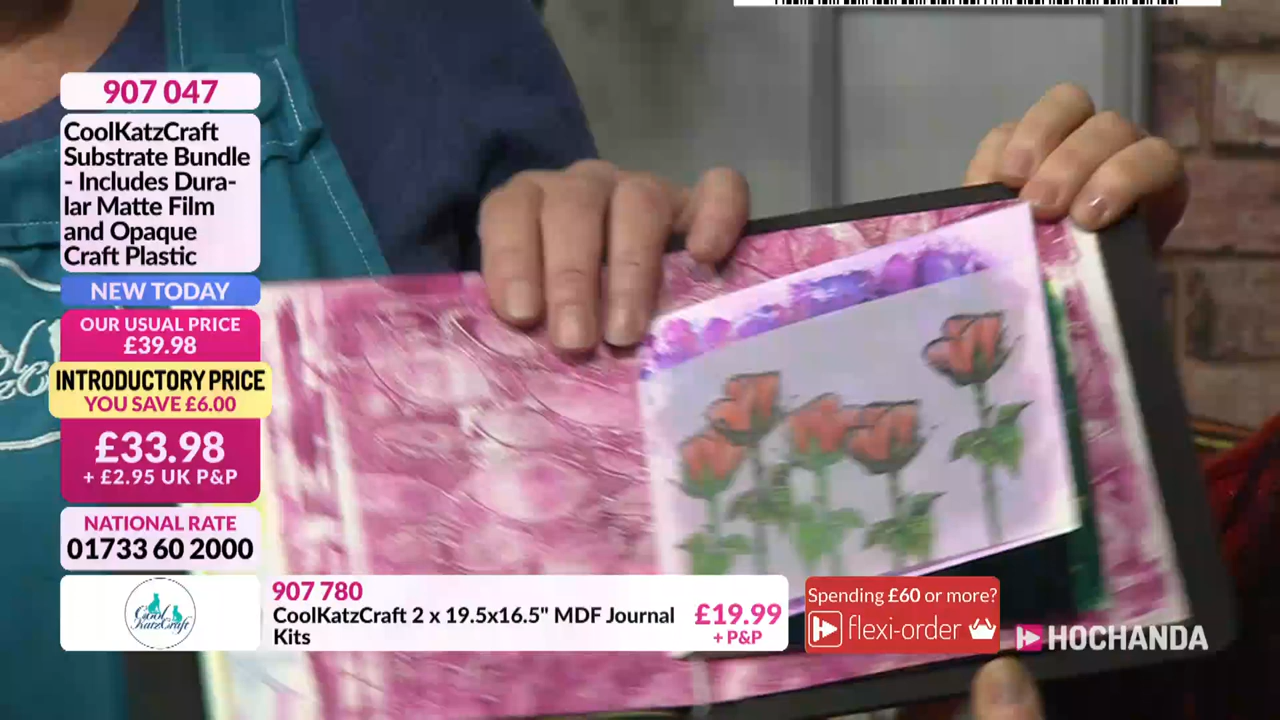 907 047
CoolKatzCraft
Substrate Bundle
- Includes Dura-
lar Matte Film
and Opaque
Craft Plastic
NEW TODAY
OUR USUAL PRICE
£39.98
INTRODUCTORY PRICE
YOU SAVE £6.00
£33.98
+ £2.95 UK P&P
NATIONAL RATE
01733 60 2000
Cool
KatzCraft
907 780
CoolKatzCraft 2 x 19.5x16.5" MDF Journal
Kits
£19.99
+ P&P
Spending £60 or more?
flexi-order
HOCHANDA